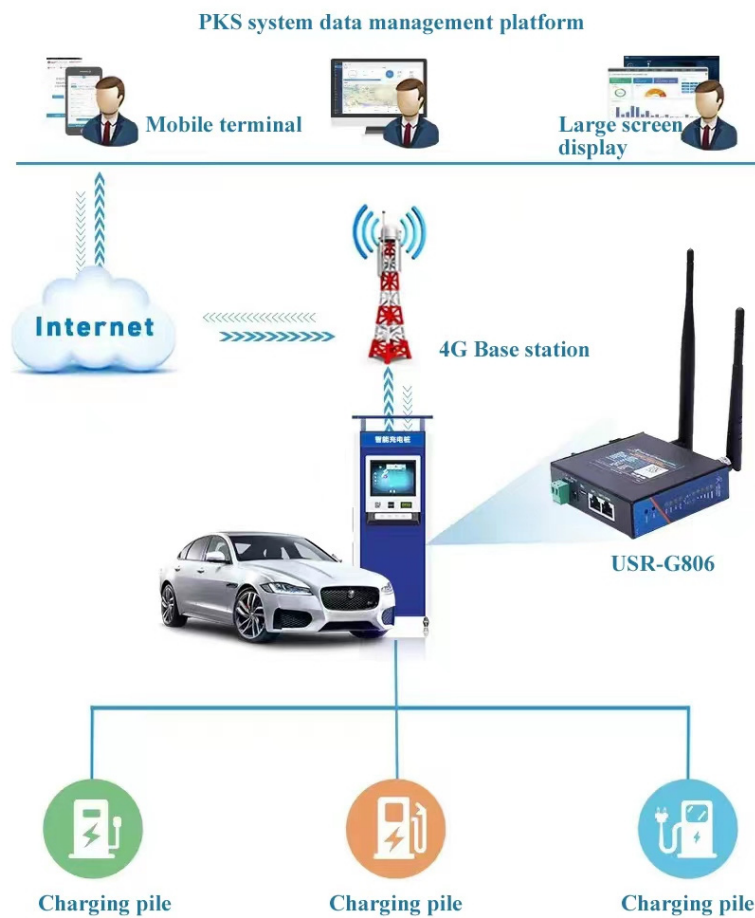 PKS system data management platform
Mobile terminal
Large screen
display
Internet
4G Base station
智能充电桩
USR-G806
Charging pile
Charging pile
Charging pile